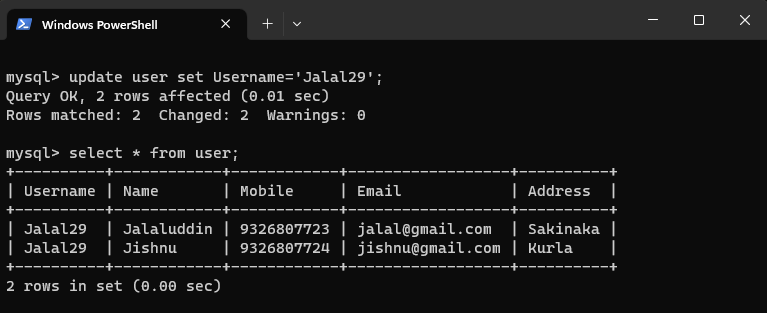 Windows PowerShell
mysql> update user set Username='Jalal29';
Query OK, 2 rows affected (0.01 sec)
Rows matched: 2  Changed: 2  Warnings: 0
mysql> select * from user;
+----------+------------+-----------+------------------+----------+
| Username | Name       | Mobile     | Email            | Address  |
+----------+------------+-----------+------------------+----------+
| Jalal29  | Jalaluddin | 9326807723 | jalal@gmail.com  | Sakinaka |
| Jalal29  | Jishnu     | 9326807724 | jishnu@gmail.com | Kurla    |
+----------+------------+-----------+------------------+----------+
2 rows in set (0.00 sec)